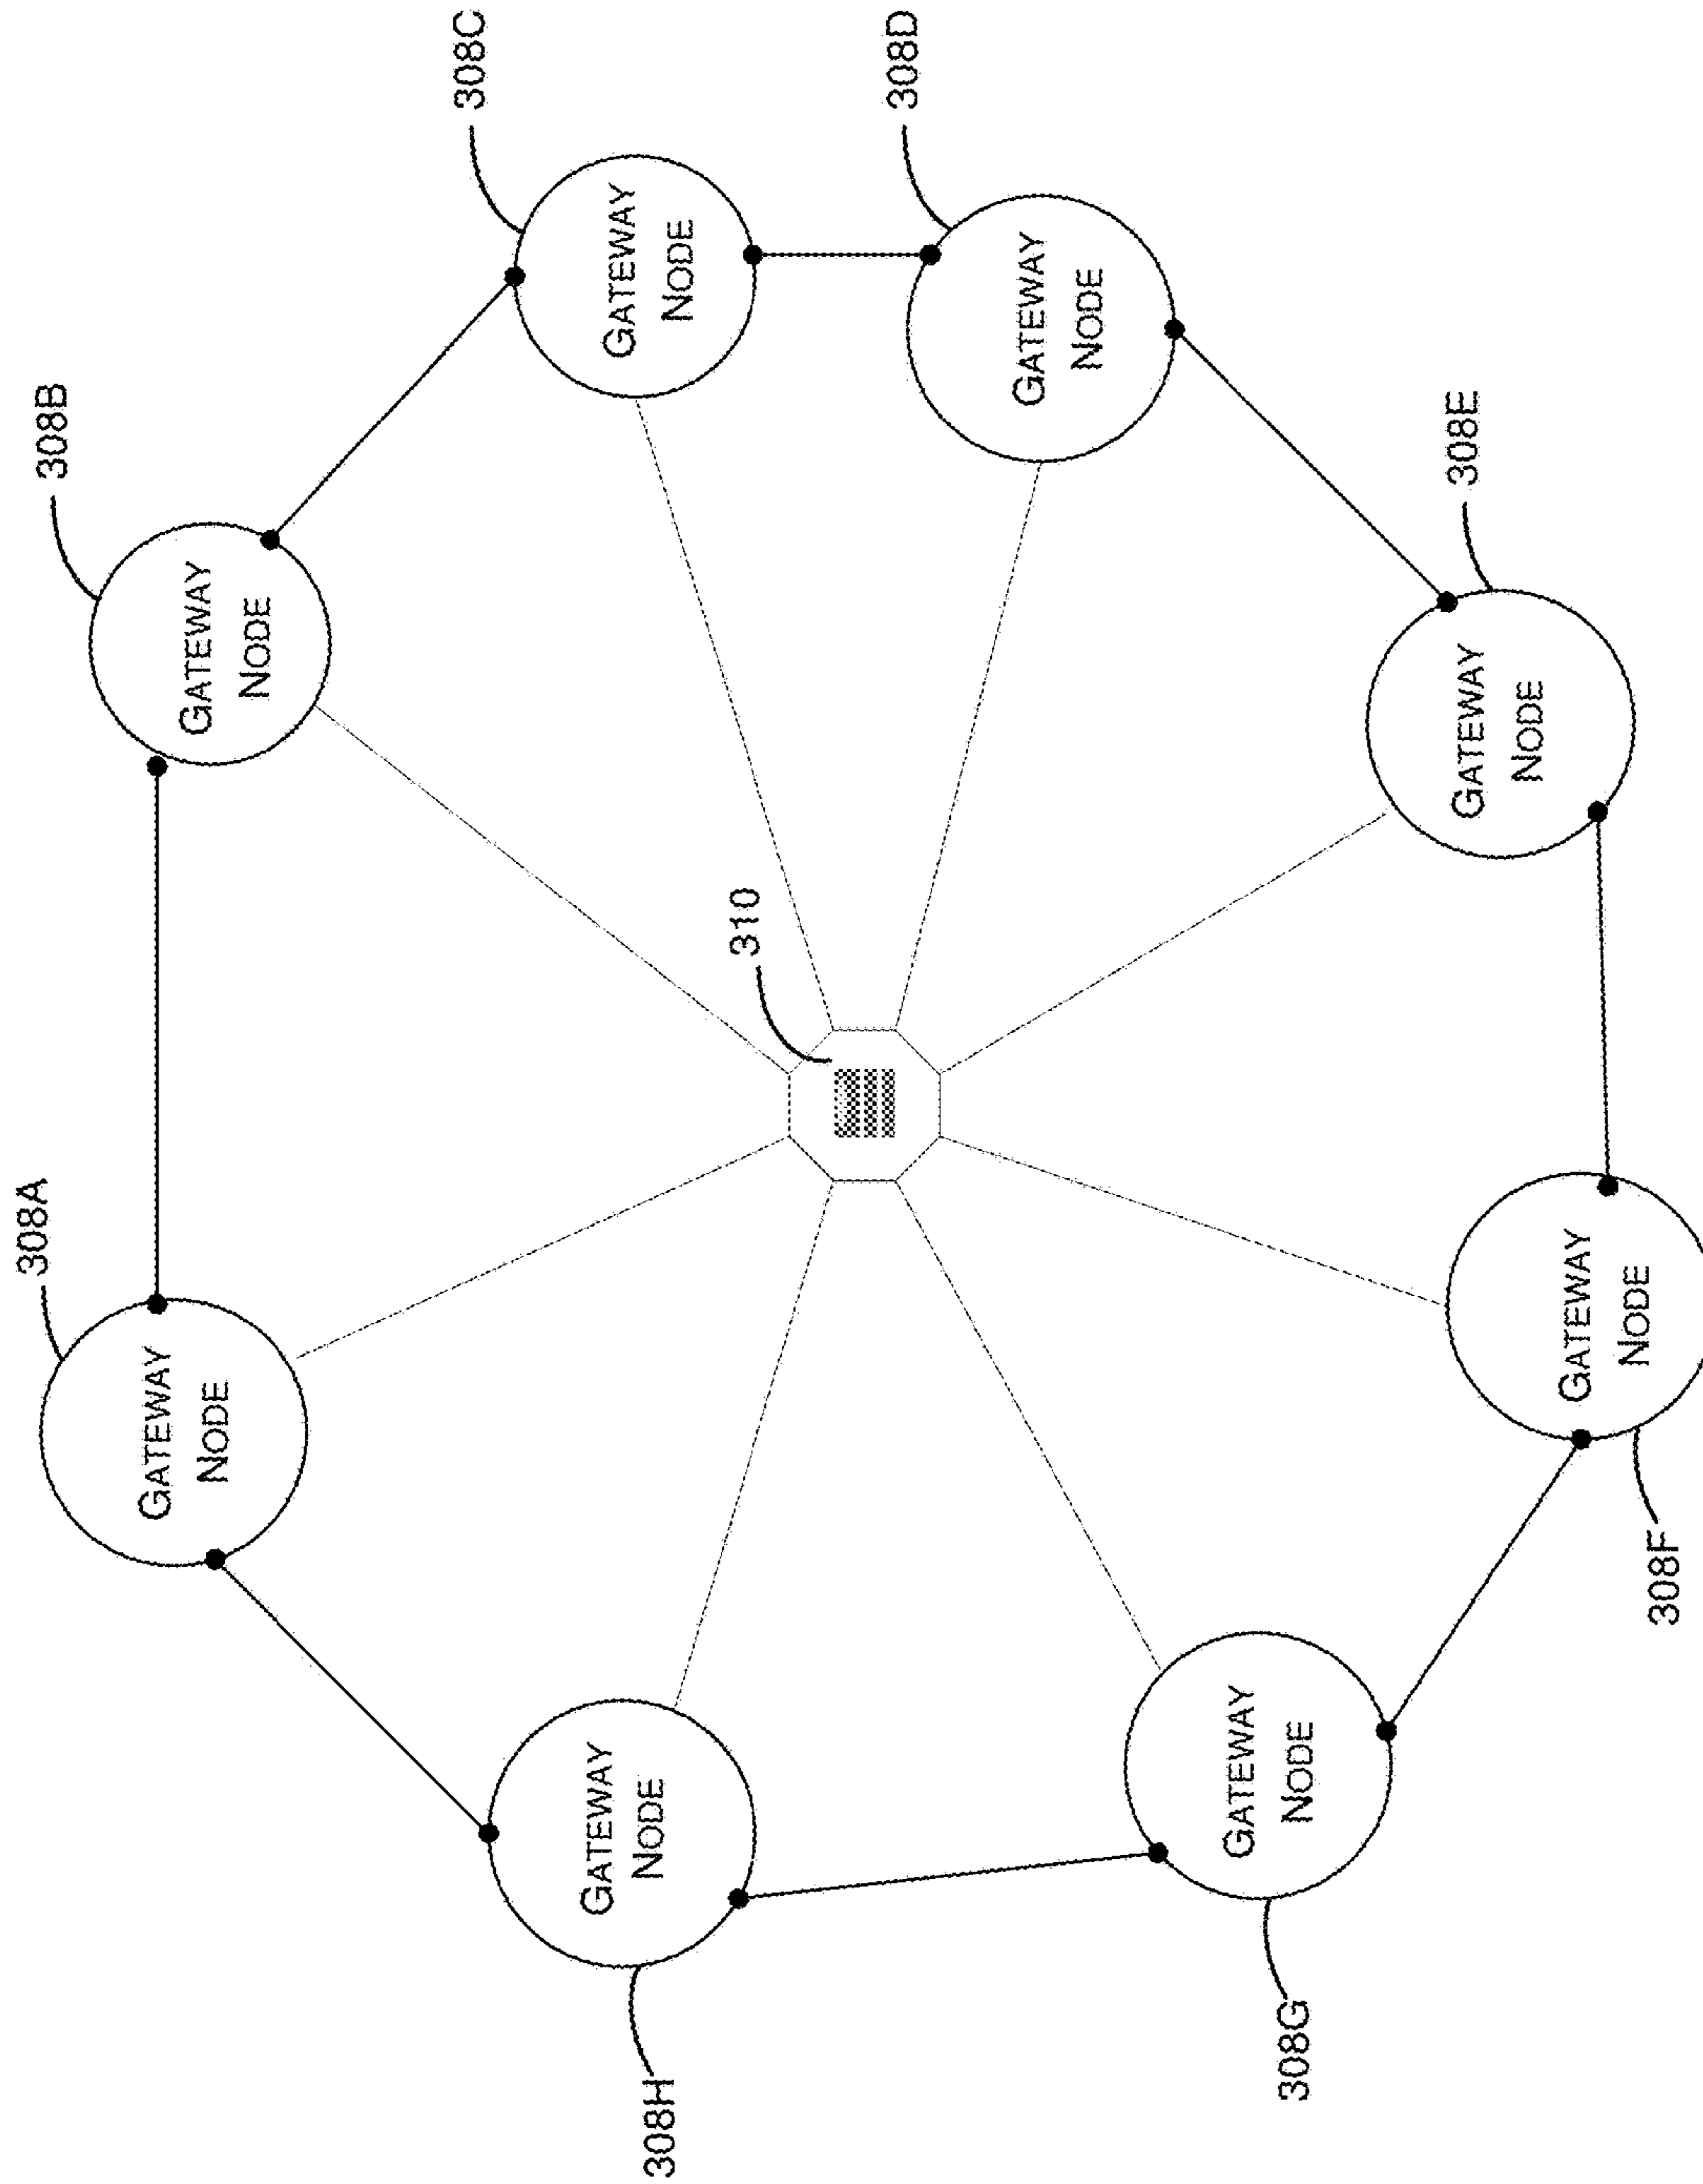 308A
GATEWAY
NODE
308B
GATEWAY
NODE
308C
GATEWAY
NODE
308D
GATEWAY
NODE
308E
GATEWAY
NODE
308F
GATEWAY
NODE
308G
GATEWAY
NODE
308H
GATEWAY
NODE
310